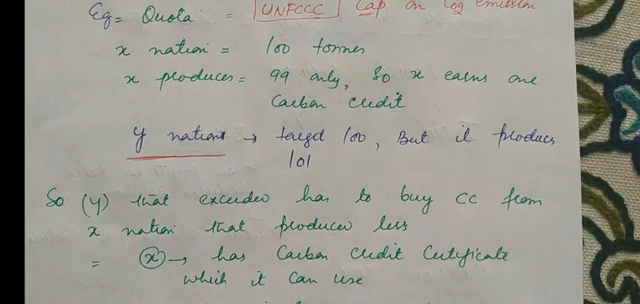 Eg = Quota = UNFCCC Cap on CO2 emission
x nation = 100 tonnes
x produces = 99 only, So x earns one
Carbon credit
Y nation → target 100, But it produces
101
So (Y) that exceeded has to buy CC from
x nation that produced less
= (x) → has Carbon Credit Certificate
which it can use